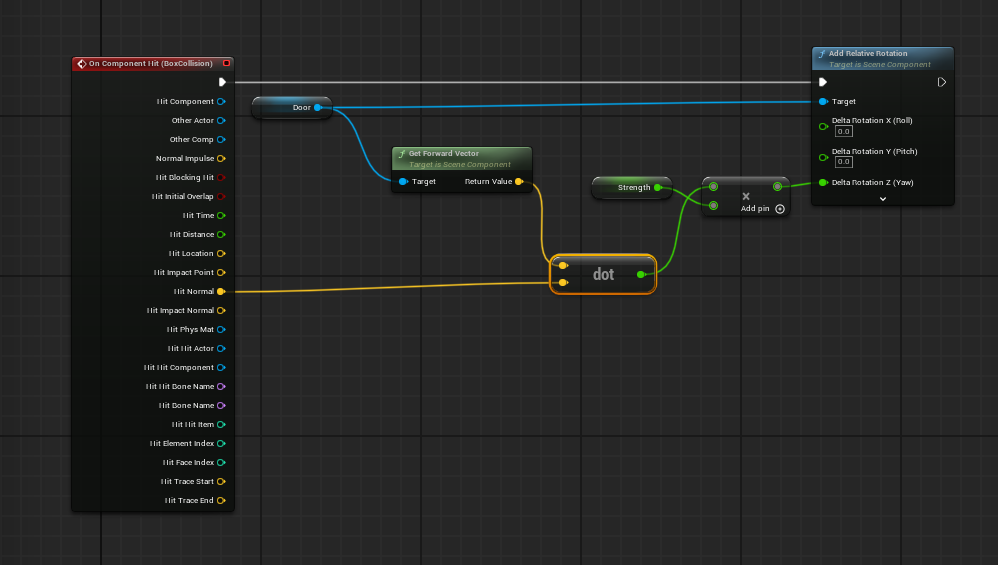 On Component Hit (BoxCollision)
Hit Component
Other Actor
Other Comp
Normal Impulse
Hit Blocking Hit
Hit Initial Overlap
Hit Time
Hit Distance
Hit Location
Hit Impact Point
Hit Normal
Hit Impact Normal
Hit Phys Mat
Hit Hit Actor
Hit Hit Component
Hit Hit Bone Name
Hit Bone Name
Hit Hit Item
Hit Element Index
Hit Face Index
Hit Trace Start
Hit Trace End
Door
Get Forward Vector
Target is Scene Component
Target Return Value
dot
Strength
Add pin
Add Relative Rotation
Target is Scene Component
Target
Delta Rotation X (Roll)
0.0
Delta Rotation Y (Pitch)
0.0
Delta Rotation Z (Yaw)